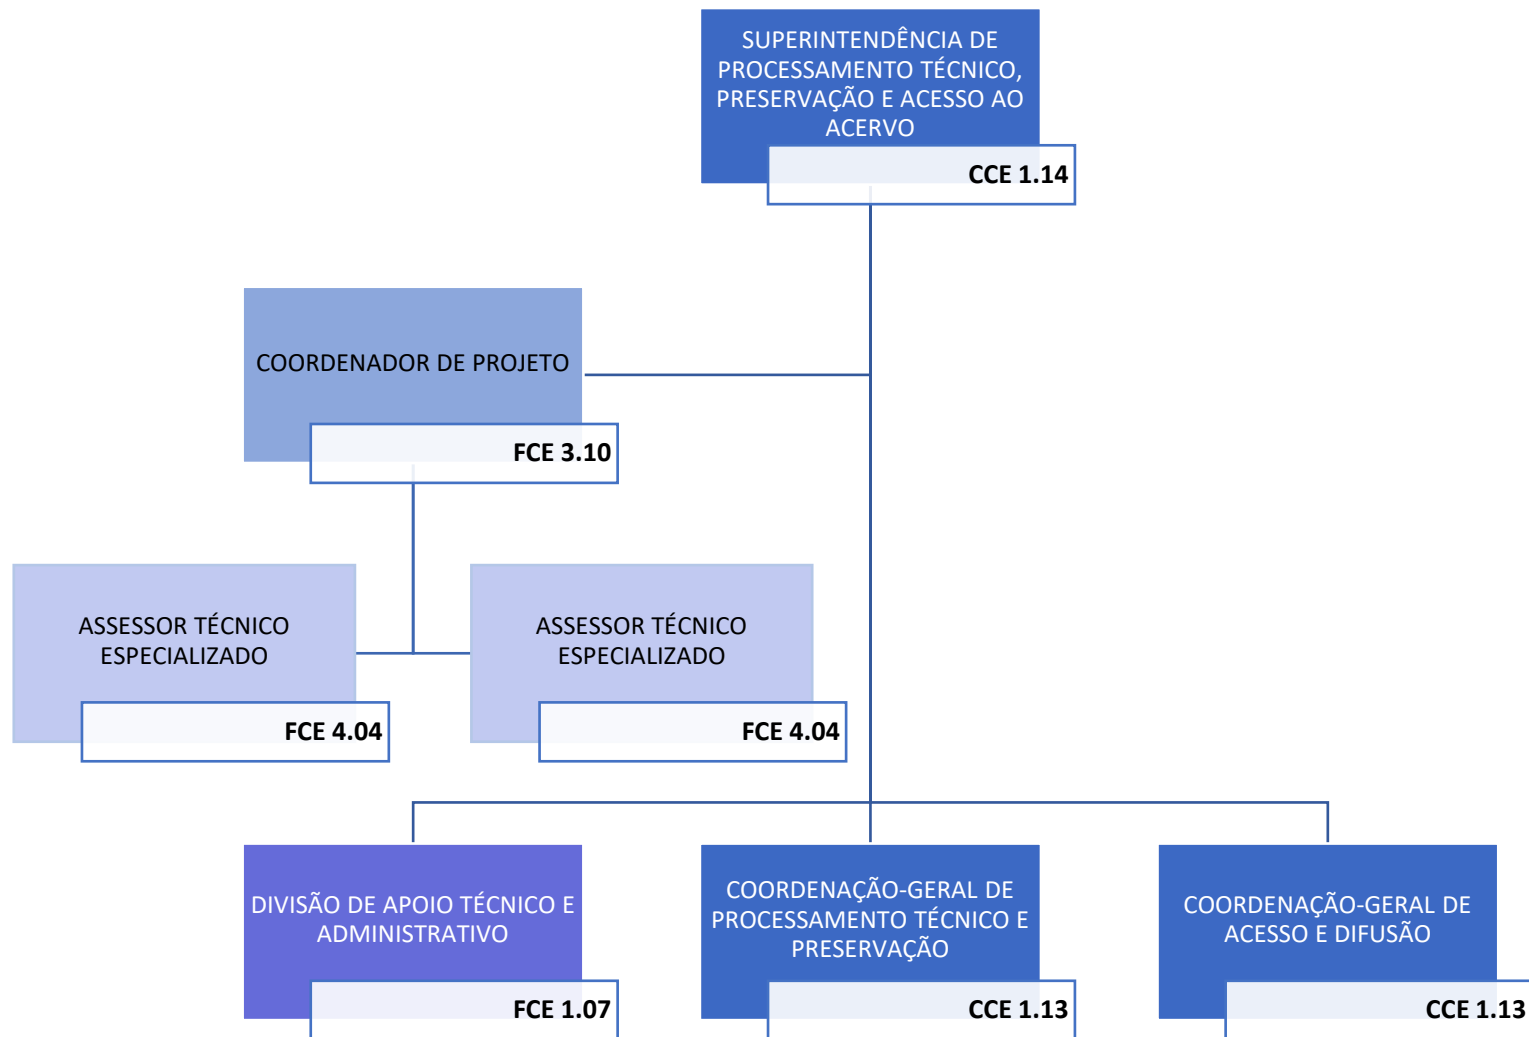 SUPERINTENDÊNCIA DE
PROCESSAMENTO TÉCNICO,
PRESERVAÇÃO E ACESSO AO
ACERVO
CCE 1.14
COORDENADOR DE PROJETO
FCE 3.10
ASSESSOR TÉCNICO
ESPECIALIZADO
FCE 4.04
ASSESSOR TÉCNICO
ESPECIALIZADO
FCE 4.04
DIVISÃO DE APOIO TÉCNICO E
ADMINISTRATIVO
FCE 1.07
COORDENAÇÃO-GERAL DE
PROCESSAMENTO TÉCNICO E
PRESERVAÇÃO
CCE 1.13
COORDENAÇÃO-GERAL DE
ACESSO E DIFUSÃO
CCE 1.13